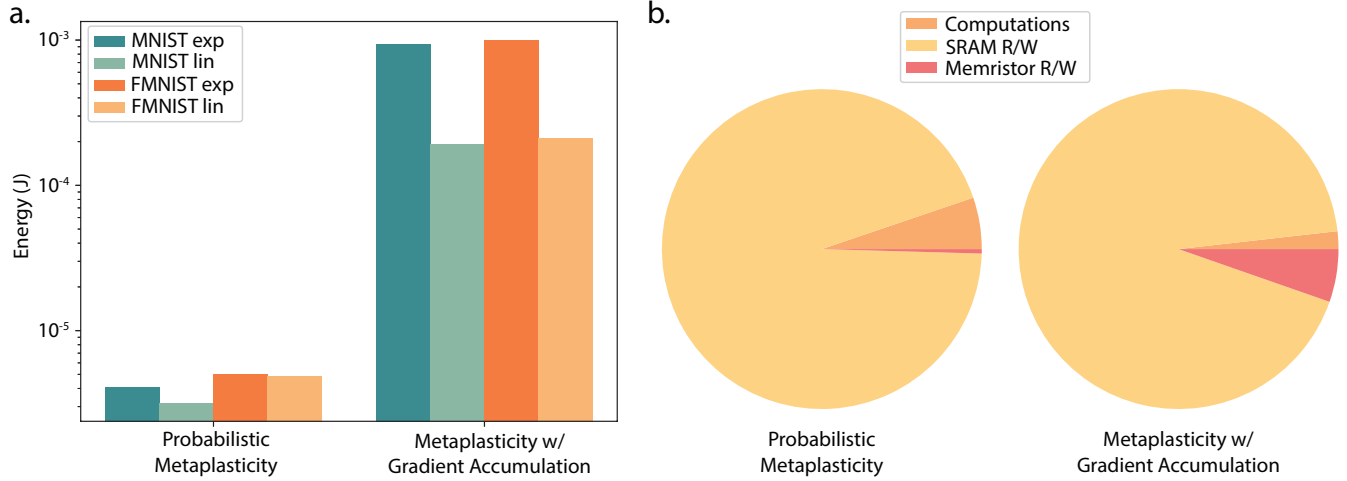 a.
MNIST exp
MNIST lin
FMNIST exp
FMNIST lin
Energy (J)
10-3
10-4
10-5
Probabilistic
Metaplasticity
Metaplasticity w/
Gradient Accumulation
b.
Computations
SRAM R/W
Memristor R/W
Probabilistic
Metaplasticity
Metaplasticity w/
Gradient Accumulation